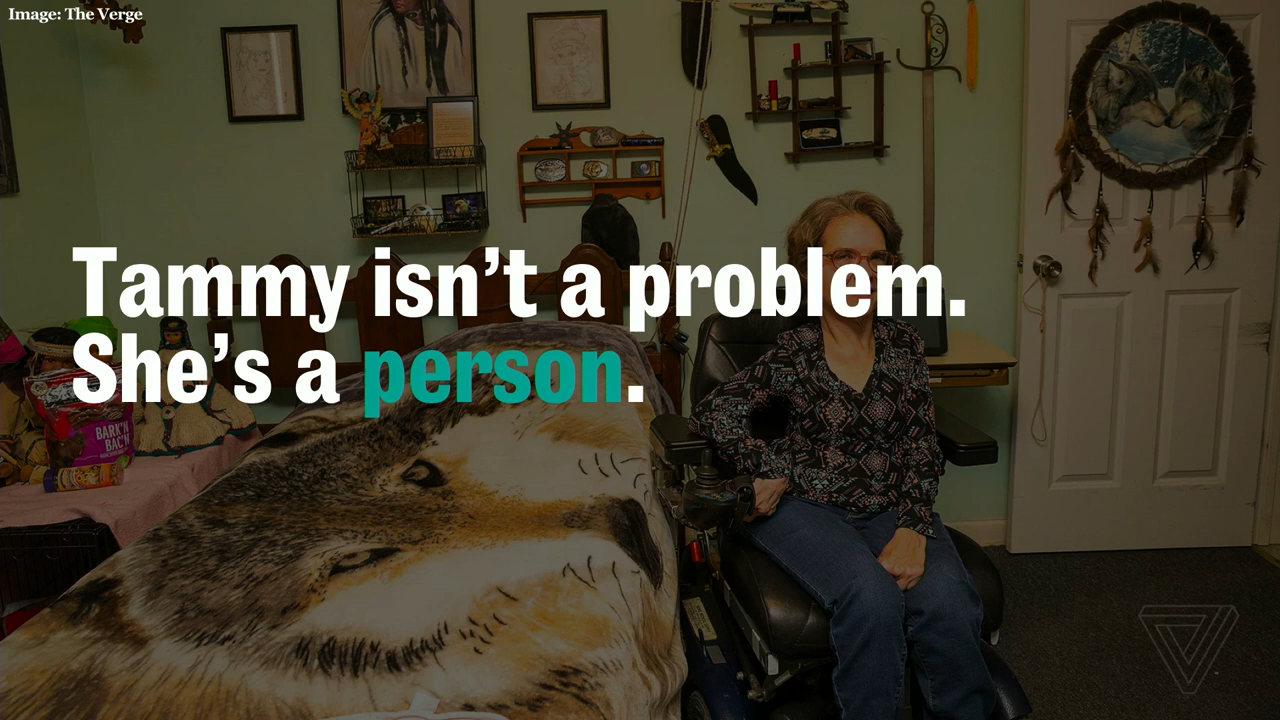 Image: The Verge
Tammy isn’t a problem.
She’s a person.
BARK'N
BAC'N